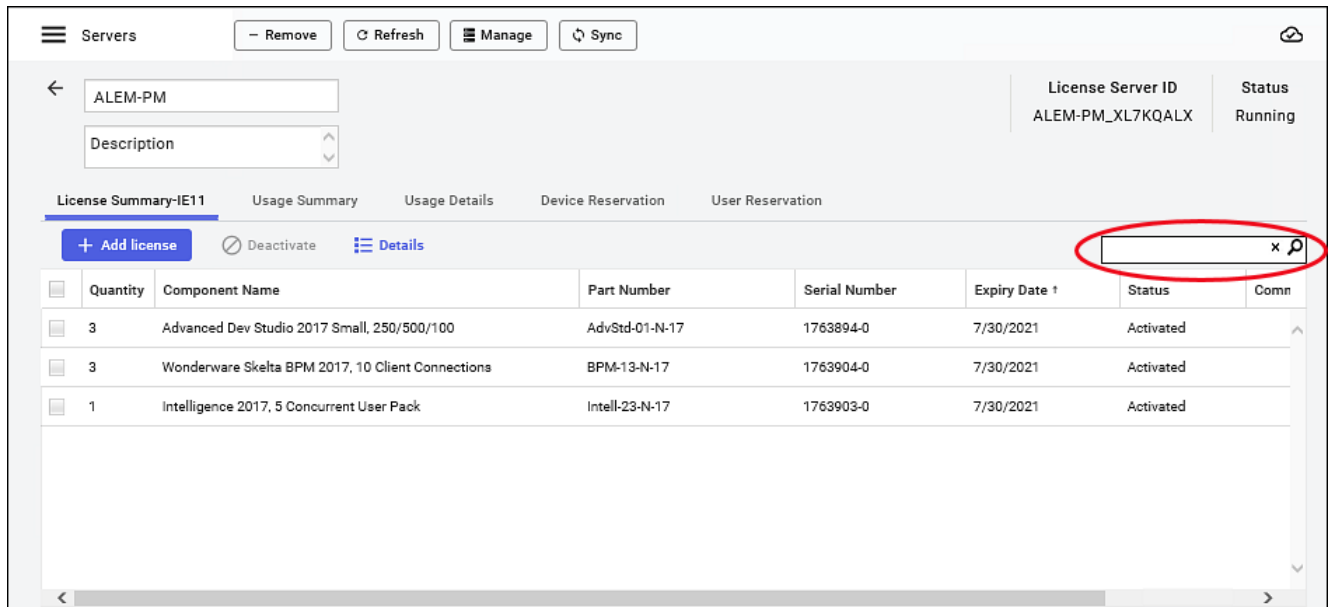 Servers − Remove Refresh Manage Sync
ALEM-PM
License Server ID Status
ALEM-PM_XL7KQALX Running
Description
License Summary-IE11 Usage Summary Usage Details Device Reservation User Reservation
+ Add license Deactivate Details ×
Quantity Component Name Part Number Serial Number Expiry Date ↑ Status Comn
3 Advanced Dev Studio 2017 Small, 250/500/100 AdvStd-01-N-17 1763894-0 7/30/2021 Activated
3 Wonderware Skelta BPM 2017, 10 Client Connections BPM-13-N-17 1763904-0 7/30/2021 Activated
1 Intelligence 2017, 5 Concurrent User Pack Intell-23-N-17 1763903-0 7/30/2021 Activated